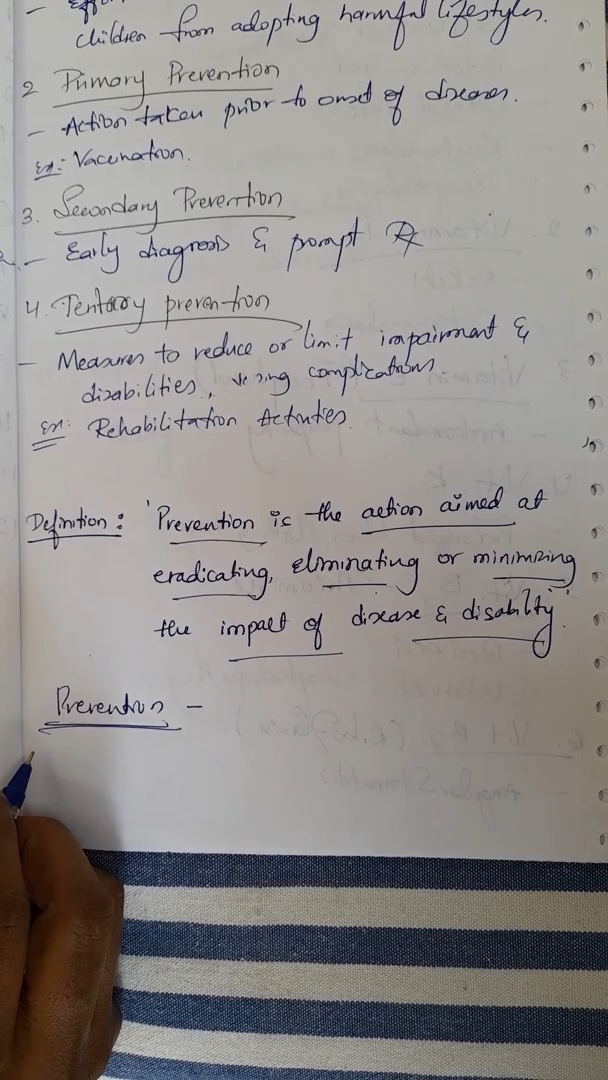 children from adopting harmful lifestyles.
2 Primary Prevention
- Action taken prior to onset of diseases.
Ex:- Vaccination.
3. Secondary Prevention
- Early diagnosis & prompt Rx
4. Tertiary prevention
- Measures to reduce or limit impairment &
disabilities, using complications.
Ex:- Rehabilitation Activities.
Definition: 'Prevention is the action aimed at
eradicating, eliminating or minimizing
the impact of disease & disability'.
Prevention -